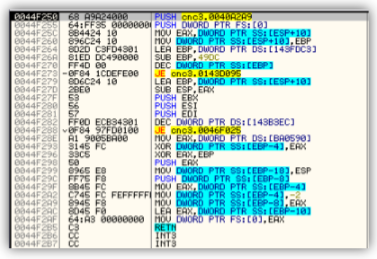 0044F250 68 A9A24000 PUSH cnc3.0040A2A9
0044F255 64:FF35 00000000 PUSH DWORD PTR FS:[0]
0044F25C 8B4424 10 MOV EAX,DWORD PTR SS:[ESP+10]
0044F260 896C24 10 MOV DWORD PTR SS:[ESP+10],EBP
0044F264 8D2D C3FD4301 LEA EBP,DWORD PTR DS:[143FDC3]
0044F26A 81ED DC490000 SUB EBP,49DC
0044F270 FF4D 00 DEC DWORD PTR SS:[EBP]
0044F273 -0F84 1CDEFE00 JE cnc3.0143D095
0044F279 8D6C24 10 LEA EBP,DWORD PTR SS:[ESP+10]
0044F27D 2BE0 SUB ESP,EAX
0044F27F 53 PUSH EBX
0044F280 56 PUSH ESI
0044F281 57 PUSH EDI
0044F282 FF0D ECB34301 DEC DWORD PTR DS:[143B3EC]
0044F288 0F84 97FD0100 JE cnc3.0046F025
0044F28E A1 9005BA00 MOV EAX,DWORD PTR DS:[BA0590]
0044F293 3145 FC XOR DWORD PTR SS:[EBP-4],EAX
0044F296 33C5 XOR EAX,EBP
0044F298 50 PUSH EAX
0044F299 8965 E8 MOV DWORD PTR SS:[EBP-18],ESP
0044F29C FF75 F8 PUSH DWORD PTR SS:[EBP-8]
0044F29F 8B45 FC MOV EAX,DWORD PTR SS:[EBP-4]
0044F2A2 C745 FC FEFFFFFF MOV DWORD PTR SS:[EBP-4],-2
0044F2A9 8945 F8 MOV DWORD PTR SS:[EBP-8],EAX
0044F2AC 8D45 F0 LEA EAX,DWORD PTR SS:[EBP-10]
0044F2AF 64:A3 00000000 MOV DWORD PTR FS:[0],EAX
0044F2B5 C3 RETN
0044F2B6 CC INT3
0044F2B7 CC INT3